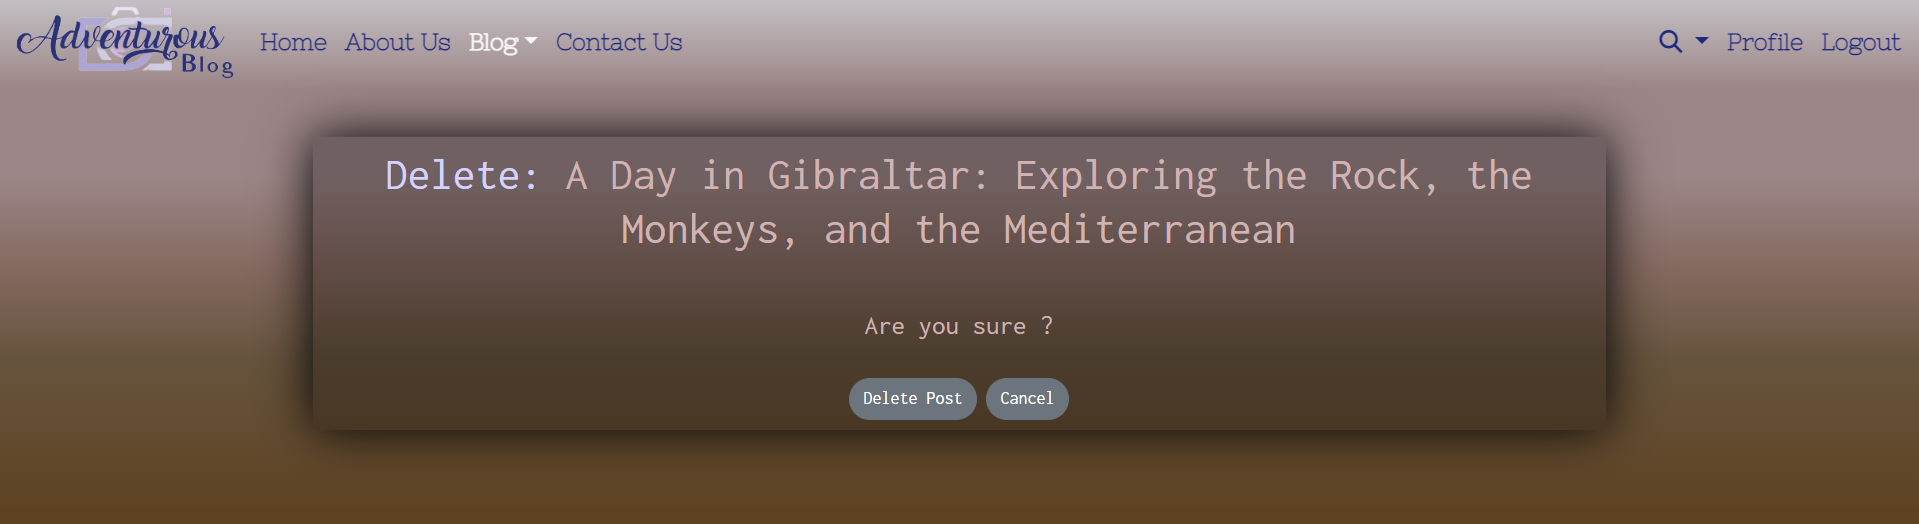 Adventurous
Blog
Home About Us Blog Contact Us Profile Logout
Delete: A Day in Gibraltar: Exploring the Rock, the
Monkeys, and the Mediterranean
Are you sure ?
Delete Post Cancel